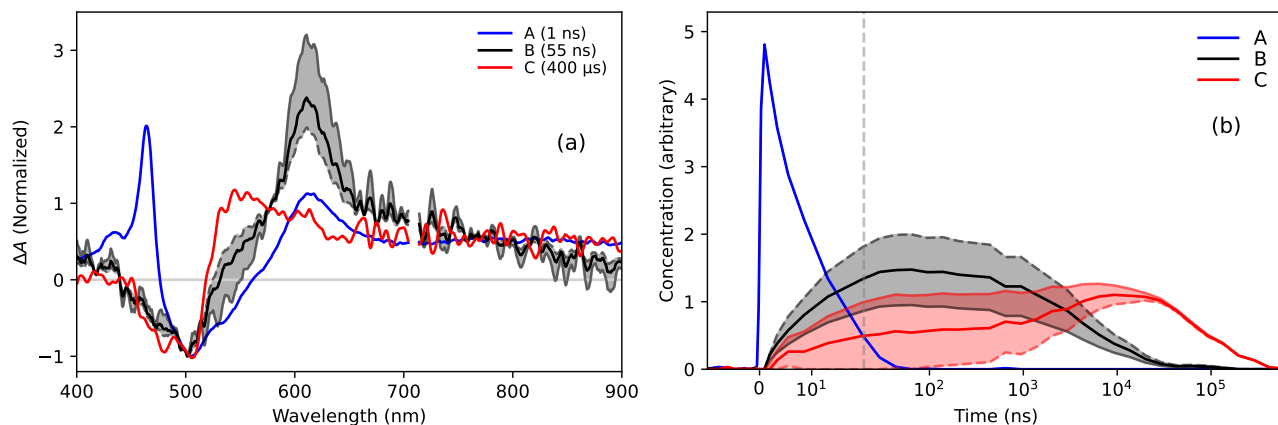 3
2
1
0
−1
ΔA (Normalized)
A (1 ns)
B (55 ns)
C (400 μs)
(a)
400
500
600
700
800
900
Wavelength (nm)
5
4
3
2
1
0
Concentration (arbitrary)
A
B
C
(b)
0
10¹
10²
10³
10⁴
10⁵
Time (ns)